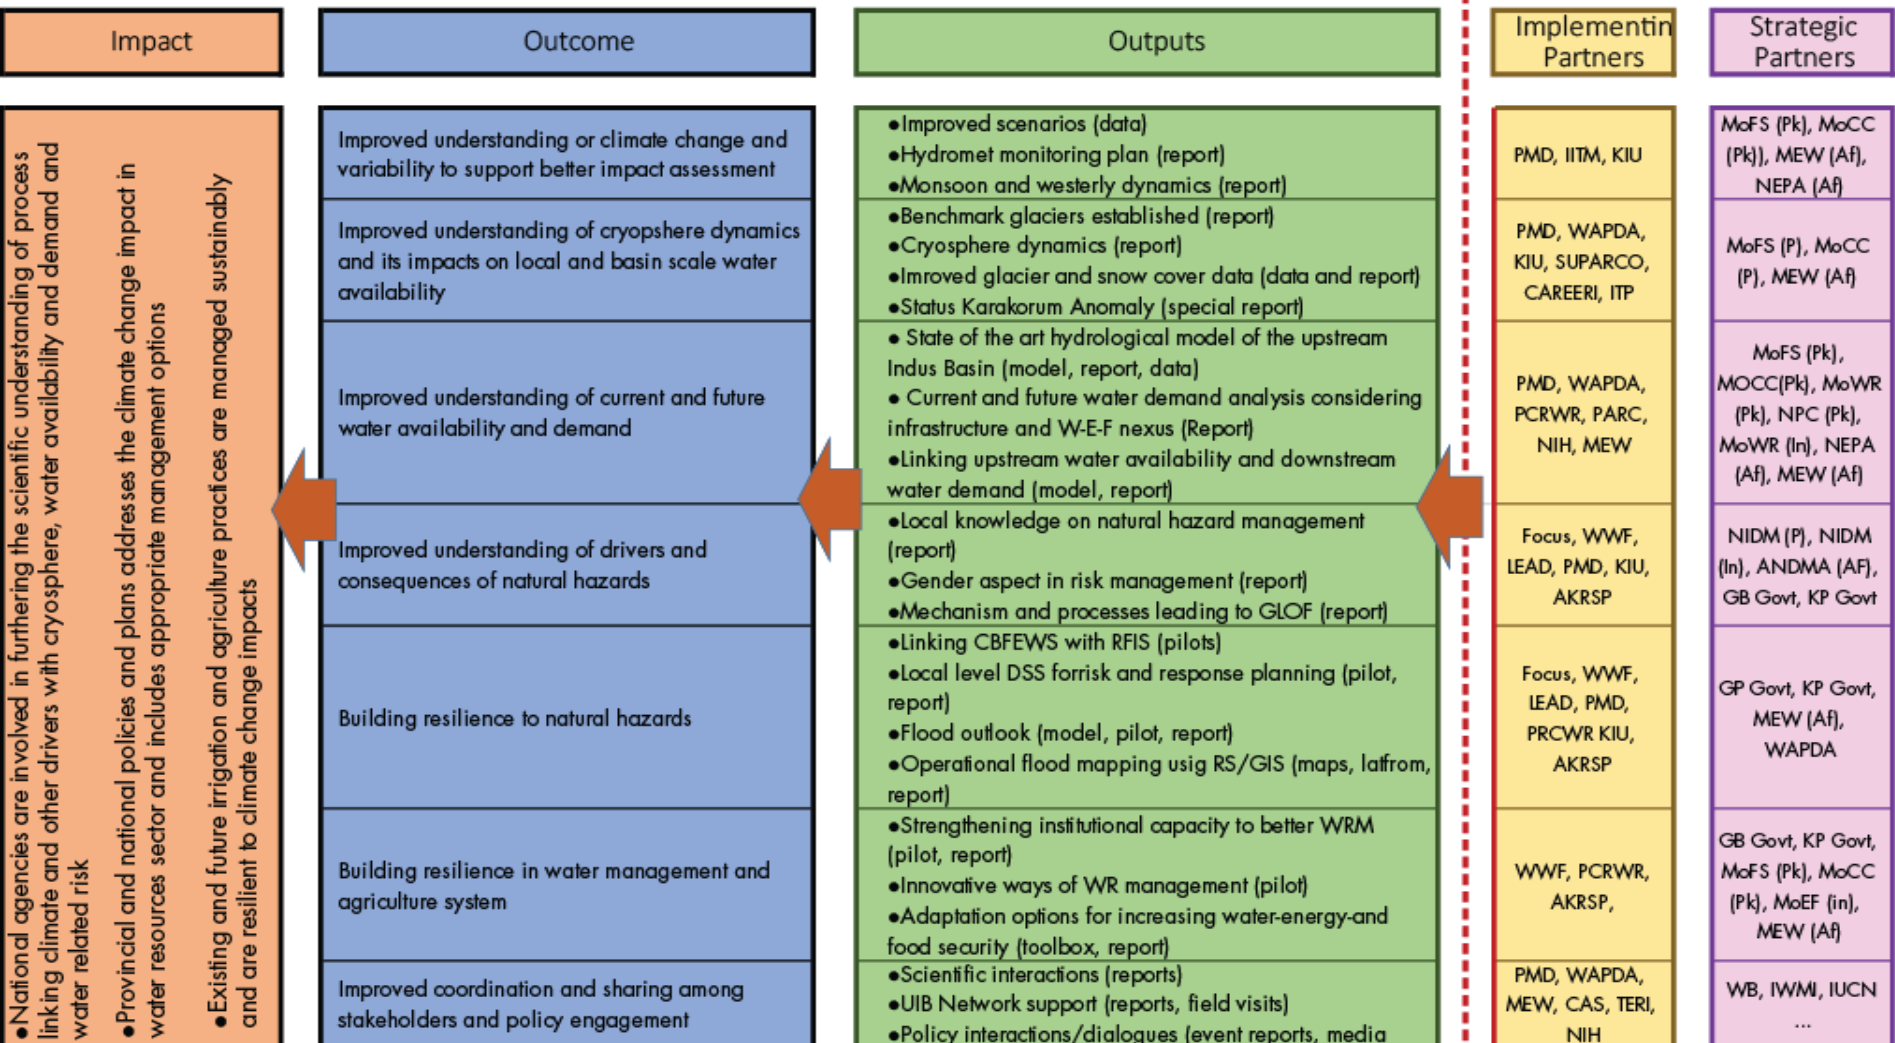 Impact
Outcome
Outputs
Implementin
Partners
Strategic
Partners
●National agencies are involved in furthering the scientific understanding of process
linking climate and other drivers with cryosphere, water availability and demand and
water related risk
●Provincial and national policies and plans addresses the climate change impact in
water resources sector and includes appropriate management options
●Existing and future irrigation and agriculture practices are managed sustainably
and are resilient to climate change impacts
Improved understanding or climate change and
variability to support better impact assessment
●Improved scenarios (data)
●Hydromet monitoring plan (report)
●Monsoon and westerly dynamics (report)
PMD, IITM, KIU
MoFS (Pk), MoCC
(Pk)), MEW (Af),
NEPA (Af)
Improved understanding of cryopshere dynamics
and its impacts on local and basin scale water
availability
●Benchmark glaciers established (report)
●Cryosphere dynamics (report)
●Imroved glacier and snow cover data (data and report)
●Status Karakorum Anomaly (special report)
PMD, WAPDA,
KIU, SUPARCO,
CAREERI, ITP
MoFS (P), MoCC
(P), MEW (Af)
Improved understanding of current and future
water availability and demand
● State of the art hydrological model of the upstream
Indus Basin (model, report, data)
● Current and future water demand analysis considering
infrastructure and W-E-F nexus (Report)
●Linking upstream water availability and downstream
water demand (model, report)
PMD, WAPDA,
PCRWR, PARC,
NIH, MEW
MoFS (Pk),
MOCC(Pk), MoWR
(Pk), NPC (Pk),
MoWR (In), NEPA
(Af), MEW (Af)
Improved understanding of drivers and
consequences of natural hazards
●Local knowledge on natural hazard management
(report)
●Gender aspect in risk management (report)
●Mechanism and processes leading to GLOF (report)
Focus, WWF,
LEAD, PMD, KIU,
AKRSP
NIDM (P), NIDM
(In), ANDMA (AF),
GB Govt, KP Govt
Building resilience to natural hazards
●Linking CBFEWS with RFIS (pilots)
●Local level DSS forrisk and response planning (pilot,
report)
●Flood outlook (model, pilot, report)
●Operational flood mapping usig RS/GIS (maps, latfrom,
report)
Focus, WWF,
LEAD, PMD,
PRCWR KIU,
AKRSP
GP Govt, KP Govt,
MEW (Af),
WAPDA
Building resilience in water management and
agriculture system
●Strengthening institutional capacity to better WRM
(pilot, report)
●Innovative ways of WR management (pilot)
●Adaptation options for increasing water-energy-and
food security (toolbox, report)
WWF, PCRWR,
AKRSP,
GB Govt, KP Govt,
MoFS (Pk), MoCC
(Pk), MoEF (in),
MEW (Af)
Improved coordination and sharing among
stakeholders and policy engagement
●Scientific interactions (reports)
●UIB Network support (reports, field visits)
●Policy interactions/dialogues (event reports, media
PMD, WAPDA,
MEW, CAS, TERI,
NIH
WB, IWMI, IUCN
...